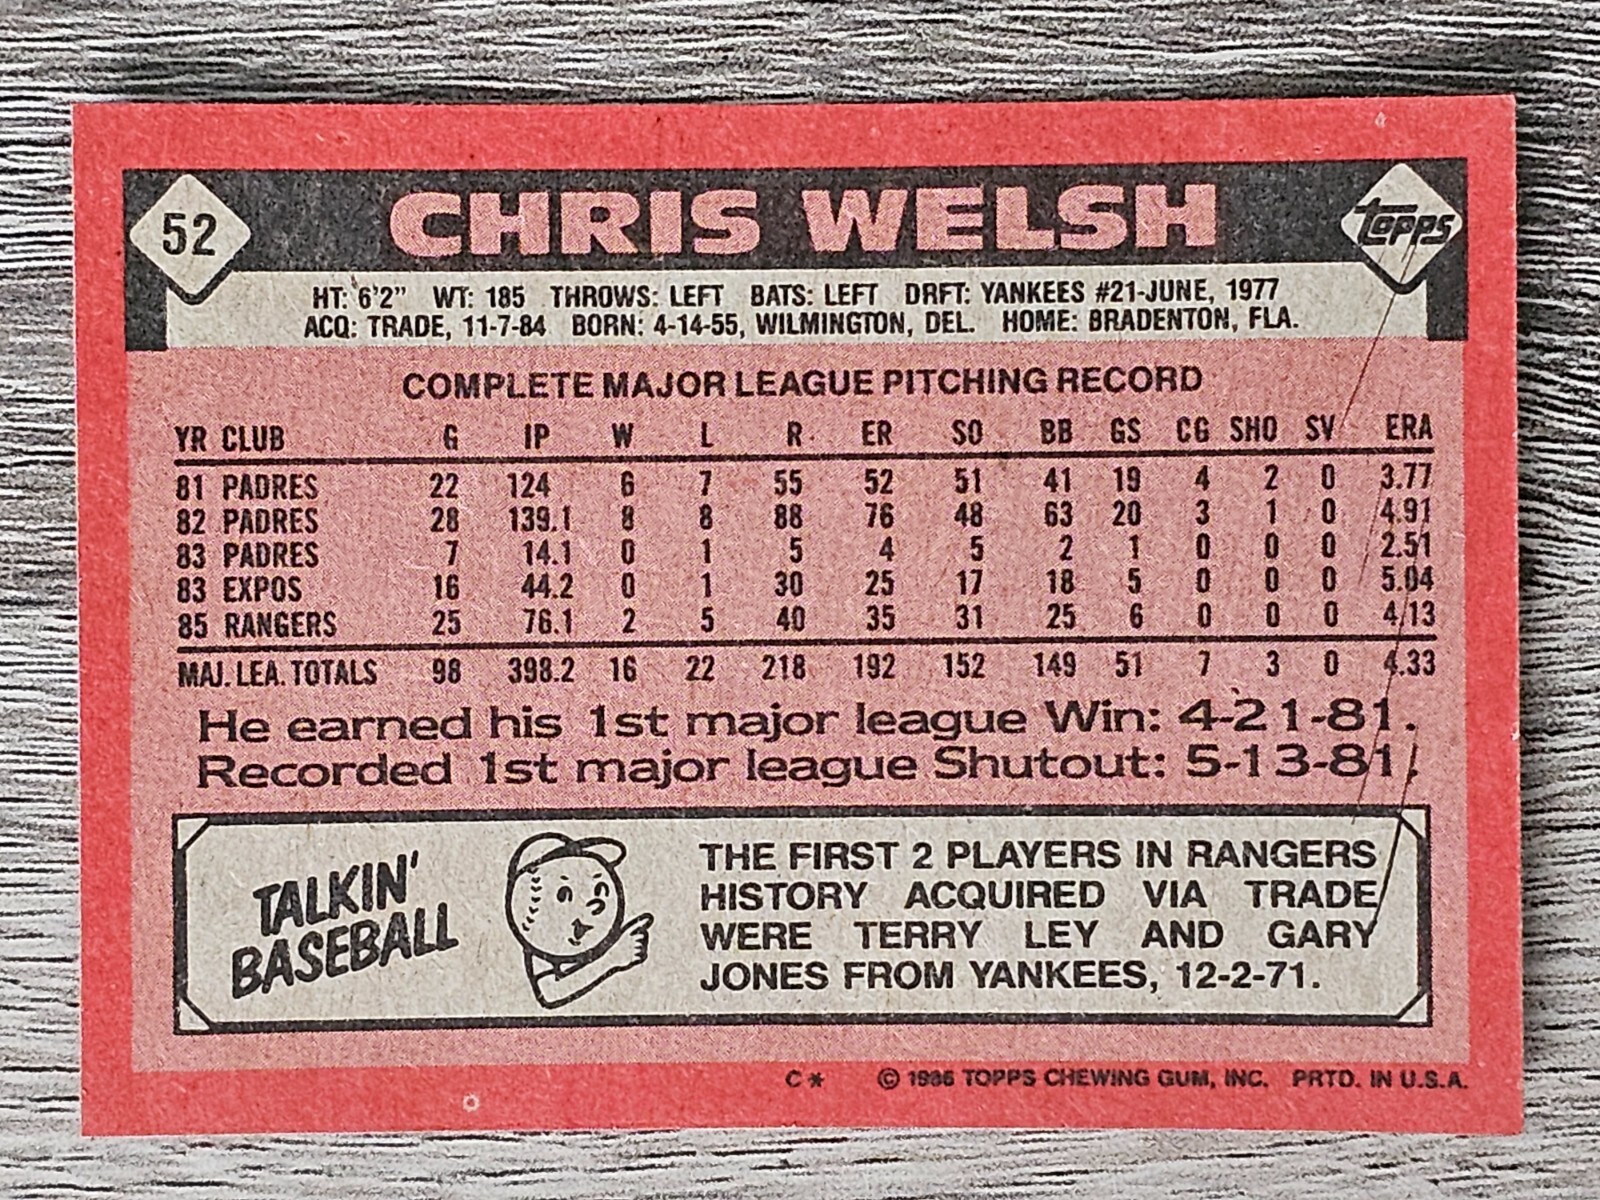 52 CHRIS WELSH topps
HT: 6'2" WT: 185 THROWS: LEFT BATS: LEFT DRFT: YANKEES #21-JUNE, 1977
ACQ: TRADE, 11-7-84 BORN: 4-14-55, WILMINGTON, DEL. HOME: BRADENTON, FLA.
COMPLETE MAJOR LEAGUE PITCHING RECORD
YR CLUB G IP W L R ER SO BB GS CG SHO SV ERA
81 PADRES 22 124 6 7 55 52 51 41 19 4 2 0 3.77
82 PADRES 28 139.1 8 8 88 76 48 63 20 3 1 0 4.91
83 PADRES 7 14.1 0 1 5 4 5 2 1 0 0 0 2.51
83 EXPOS 16 44.2 0 1 30 25 17 18 5 0 0 0 5.04
85 RANGERS 25 76.1 2 5 40 35 31 25 6 0 0 0 4.13
MAJ. LEA. TOTALS 98 398.2 16 22 218 192 152 149 51 7 3 0 4.33
He earned his 1st major league Win: 4-21-81.
Recorded 1st major league Shutout: 5-13-81.
TALKIN'
BASEBALL
THE FIRST 2 PLAYERS IN RANGERS
HISTORY ACQUIRED VIA TRADE
WERE TERRY LEY AND GARY
JONES FROM YANKEES, 12-2-71.
C* © 1986 TOPPS CHEWING GUM, INC. PRTD. IN U.S.A.